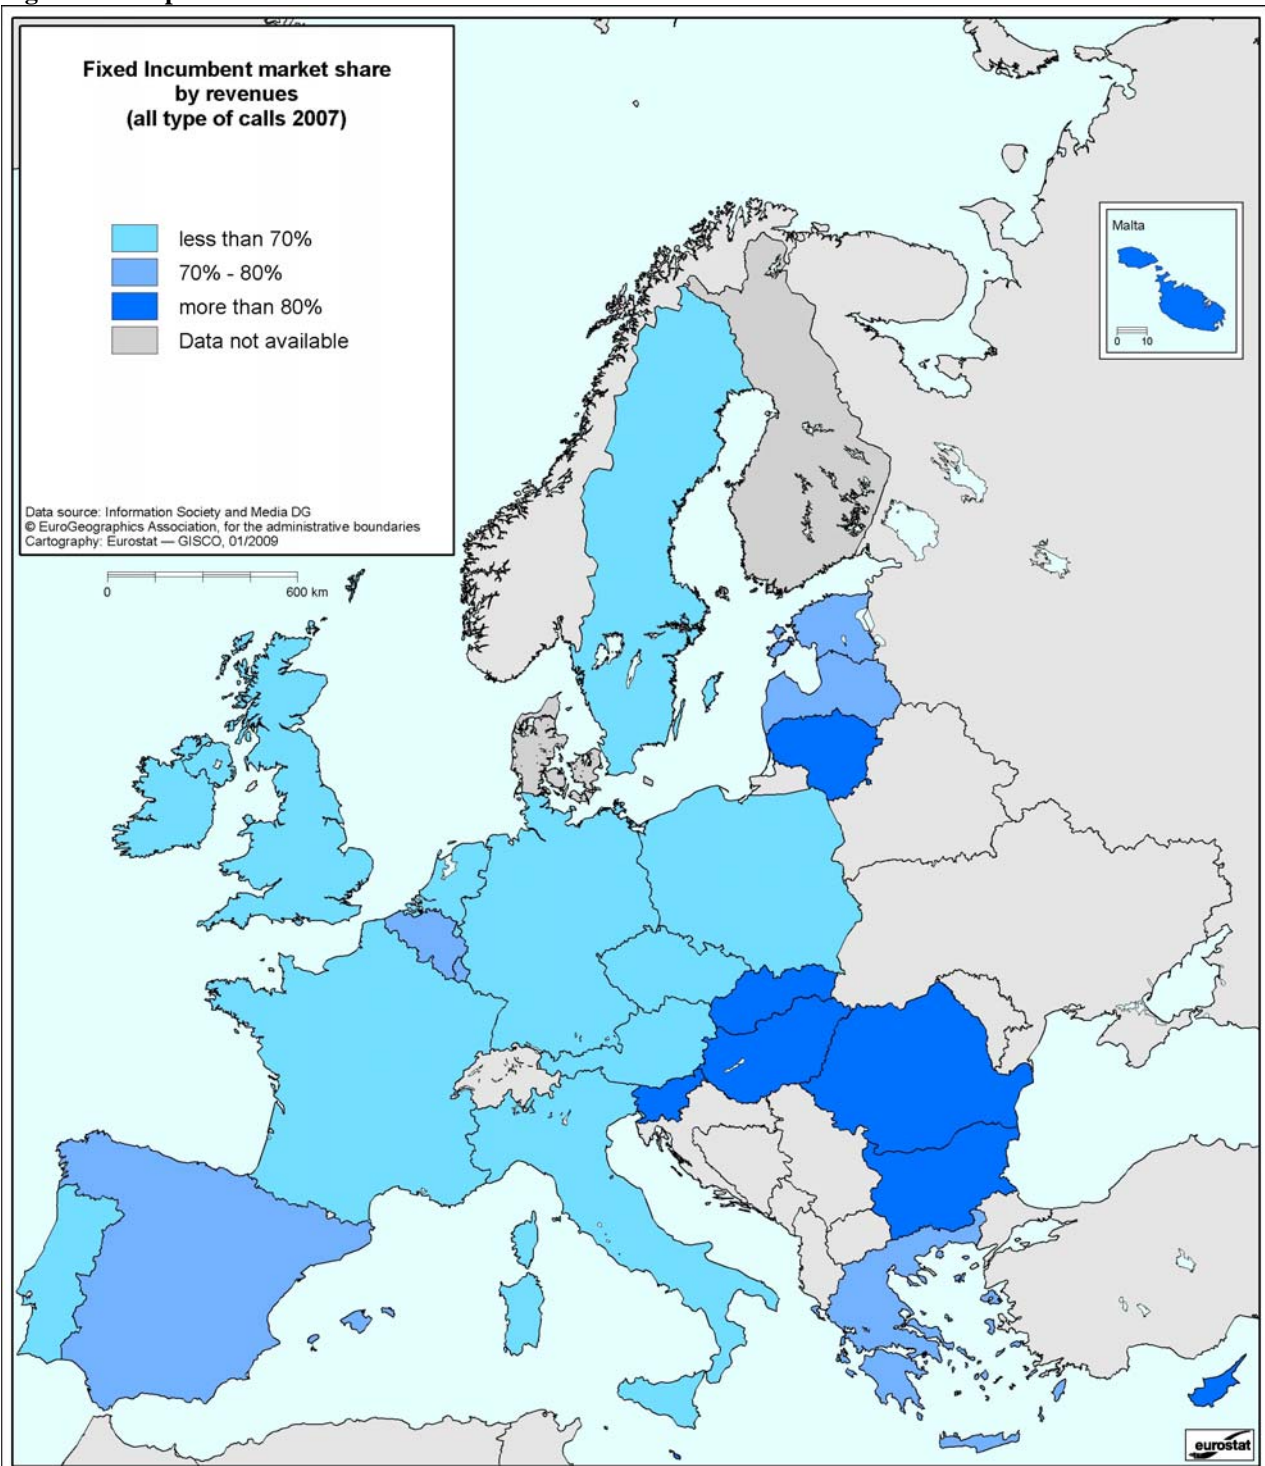 Fixed Incumbent market share
by revenues
(all type of calls 2007)
less than 70%
70% - 80%
more than 80%
Data not available
Data source: Information Society and Media DG
© EuroGeographics Association, for the administrative boundaries
Cartography: Eurostat — GISCO, 01/2009
0 600 km
Malta
0 10
eurostat